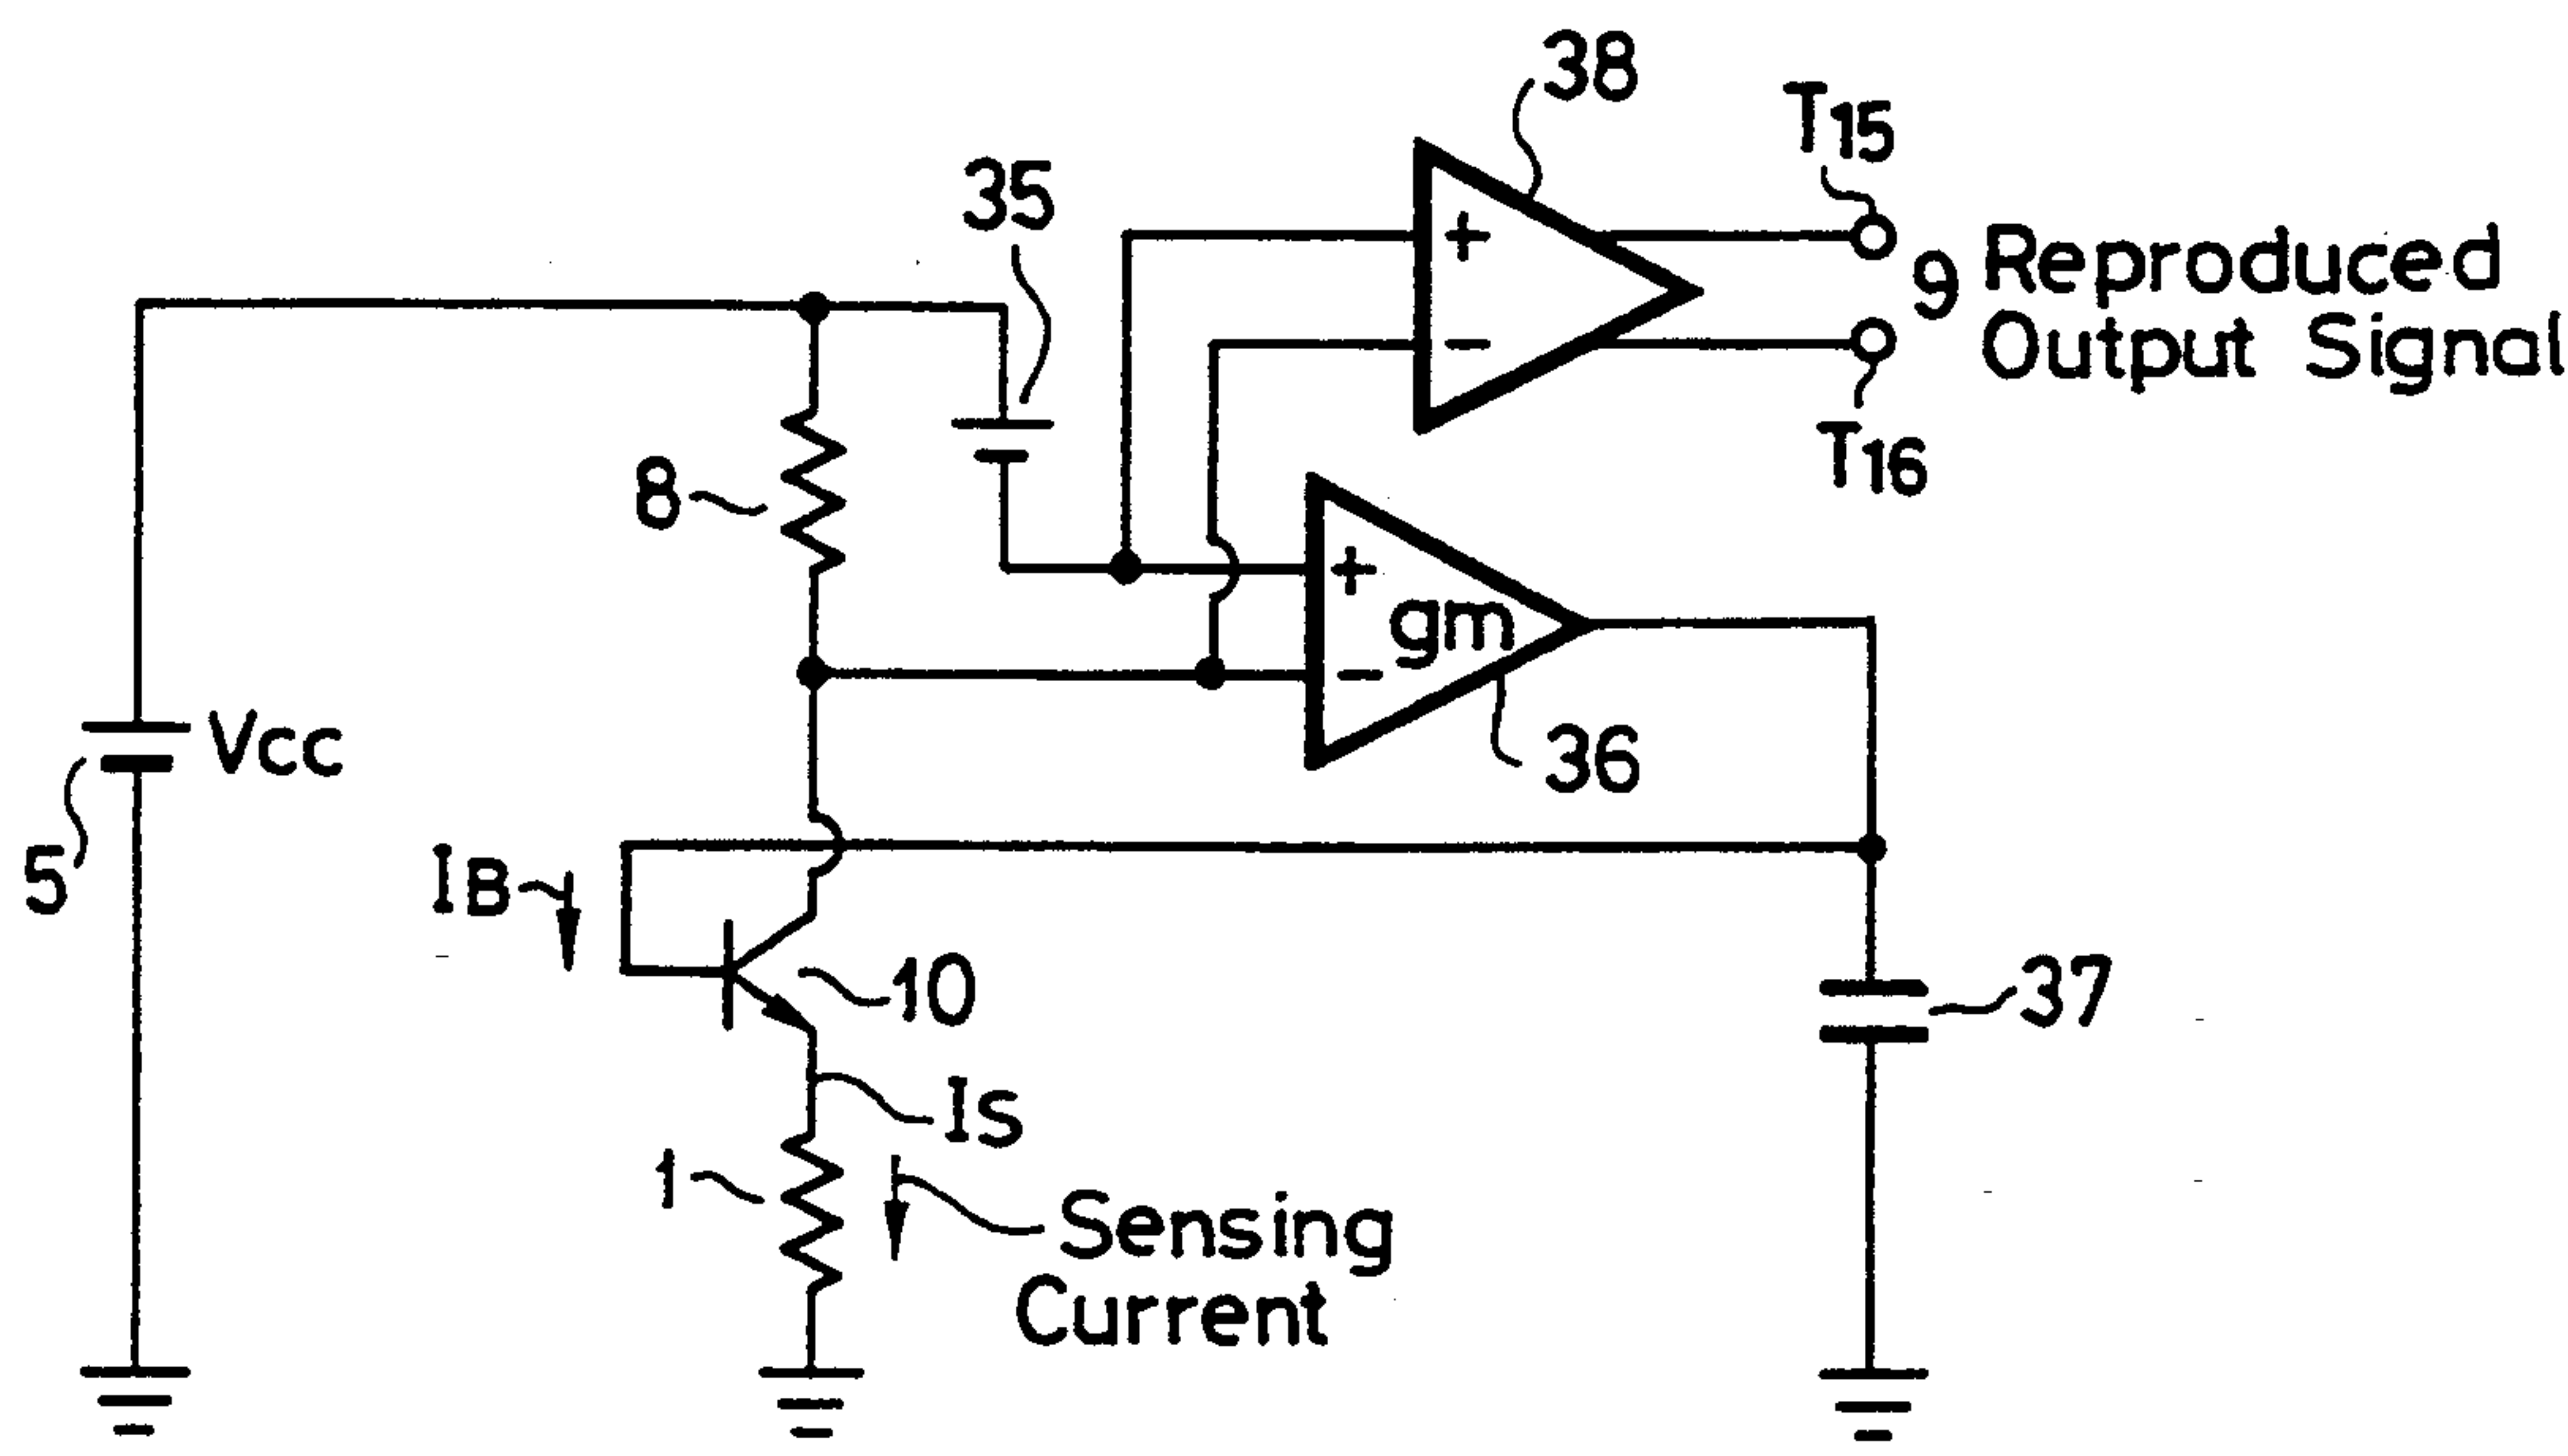 38
T15
35
9 Reproduced
Output Signal
8
+
−
T16
+
gm
−
36
Vcc
5
IB
10
37
IS
1
Sensing
Current